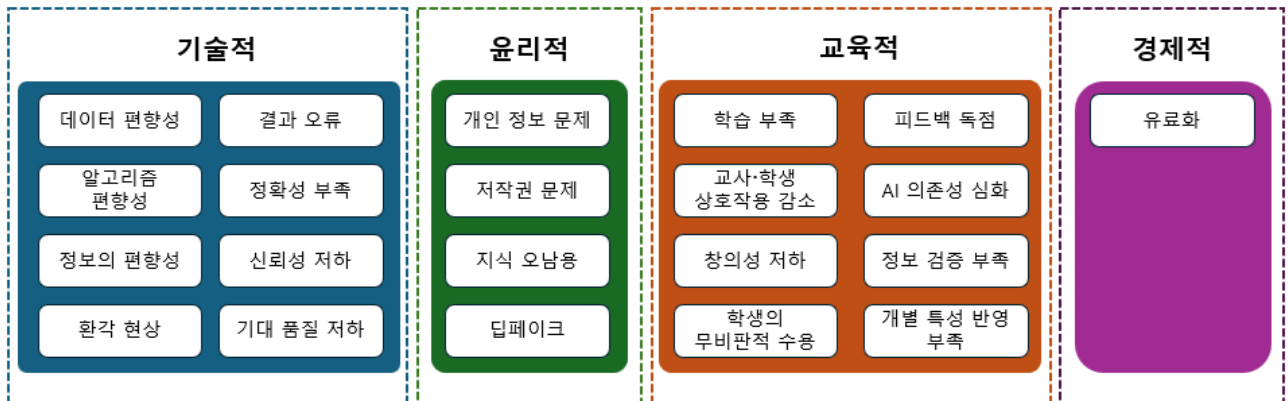 기술적
데이터 편향성
결과 오류
알고리즘
편향성
정확성 부족
정보의 편향성
신뢰성 저하
환각 현상
기대 품질 저하
윤리적
개인 정보 문제
저작권 문제
지식 오남용
딥페이크
교육적
학습 부족
피드백 독점
교사·학생
상호작용 감소
AI 의존성 심화
창의성 저하
정보 검증 부족
학생의
무비판적 수용
개별 특성 반영
부족
경제적
유료화